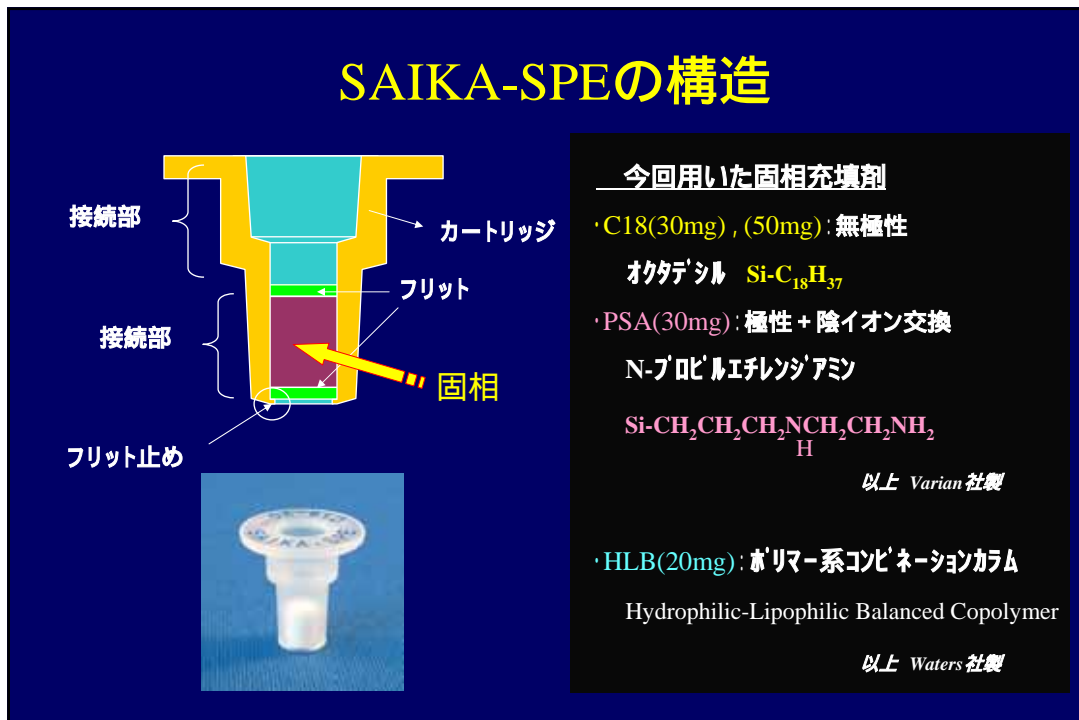 SAIKA-SPEの構造
接続部
カートリッジ
フリット
接続部
固相
フリット止め
SAIKA-SPE
今回用いた固相充填剤
・C18(30mg) , (50mg) : 無極性
オクタデシル Si-C₁₈H₃₇
・PSA(30mg) : 極性 + 陰イオン交換
N-プロピルエチレンジアミン
Si-CH₂CH₂CH₂NCH₂CH₂NH₂
H
以上 Varian社製
・HLB(20mg) : ポリマー系コンビネーションカラム
Hydrophilic-Lipophilic Balanced Copolymer
以上 Waters社製